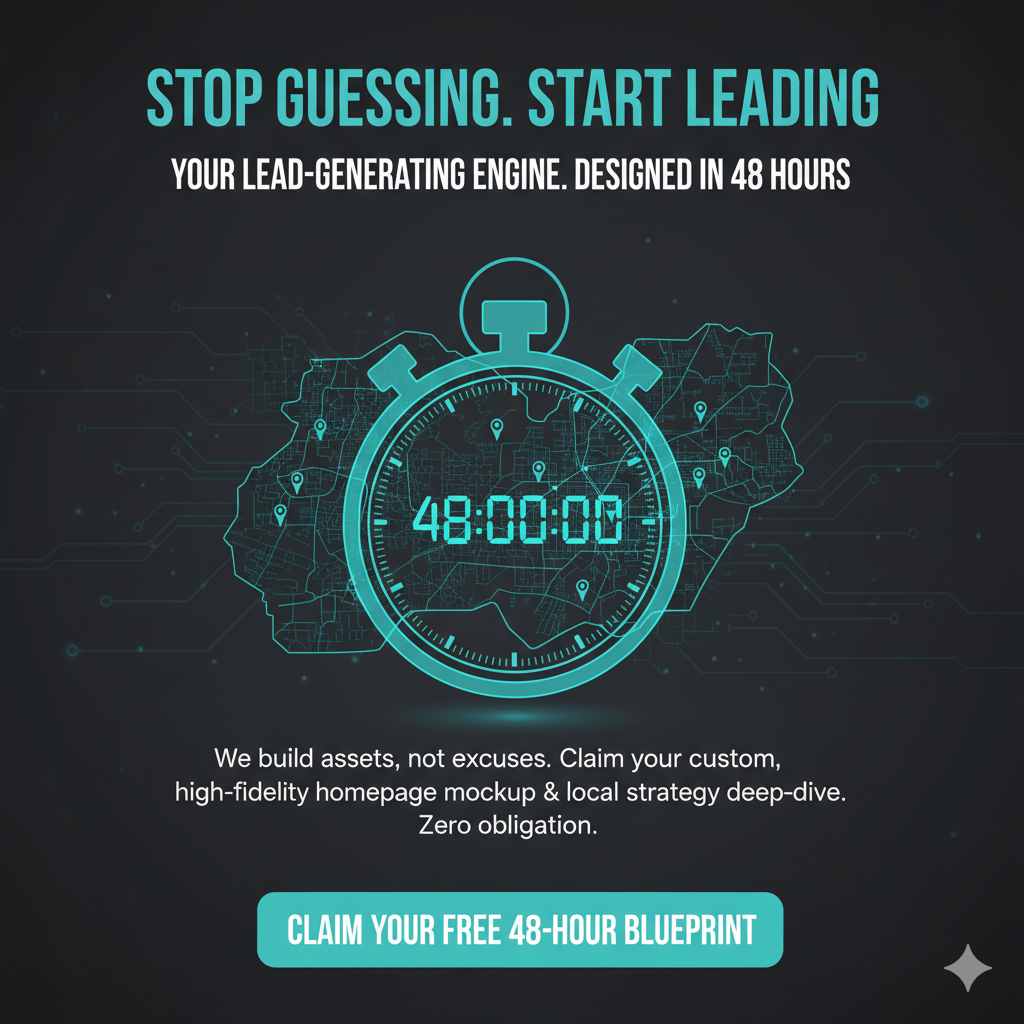 STOP GUESSING. START LEADING
YOUR LEAD-GENERATING ENGINE. DESIGNED IN 48 HOURS
48:00:00
We build assets, not excuses. Claim your custom,
high-fidelity homepage mockup & local strategy deep-dive.
Zero obligation.
CLAIM YOUR FREE 48-HOUR BLUEPRINT